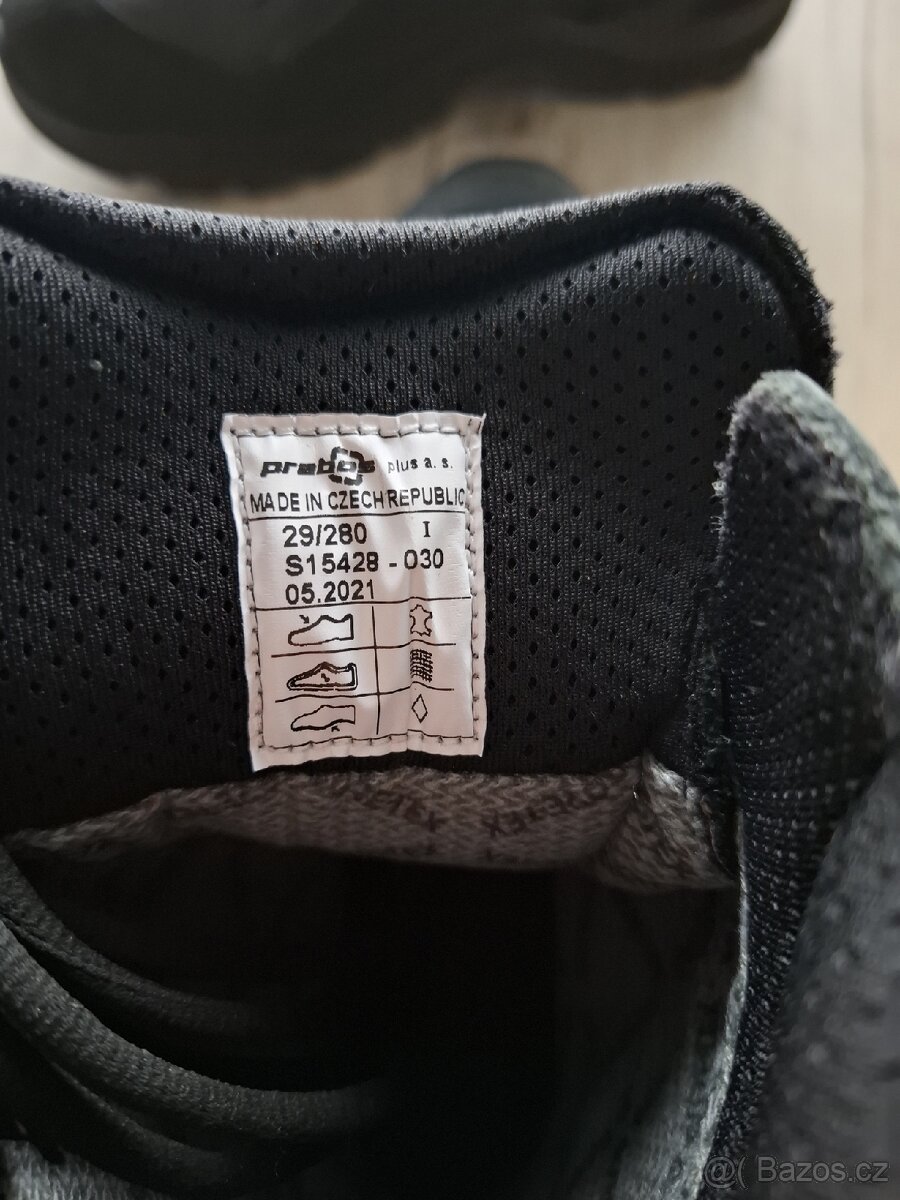 prabos plus a. s.
MADE IN CZECH REPUBLIC
29/280 I
S15428 - 030
05.2021
@( Bazos.cz